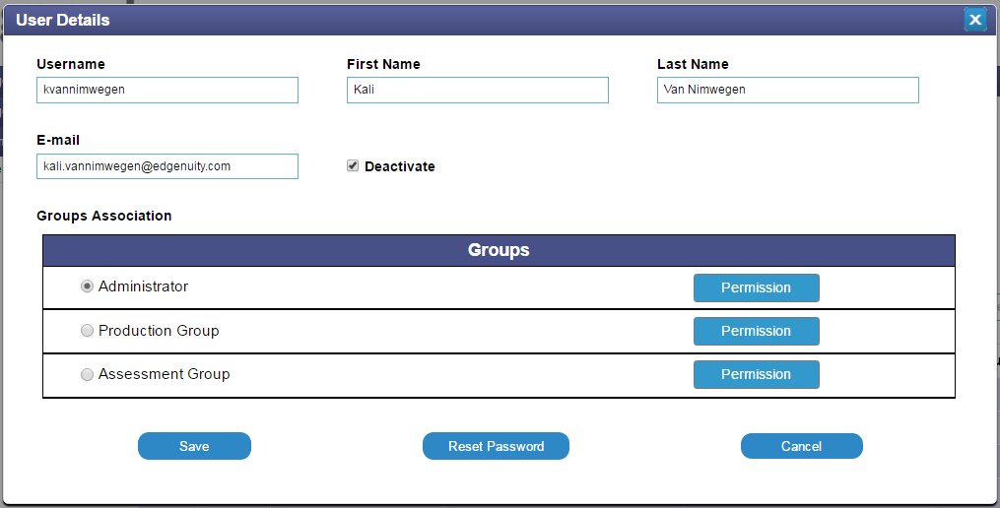 User Details
X
Username First Name Last Name
kvannimwegen Kali Van Nimwegen
E-mail
kali.vannimwegen@edgenuity.com Deactivate
Groups Association
Groups
Administrator Permission
Production Group Permission
Assessment Group Permission
Save Reset Password Cancel